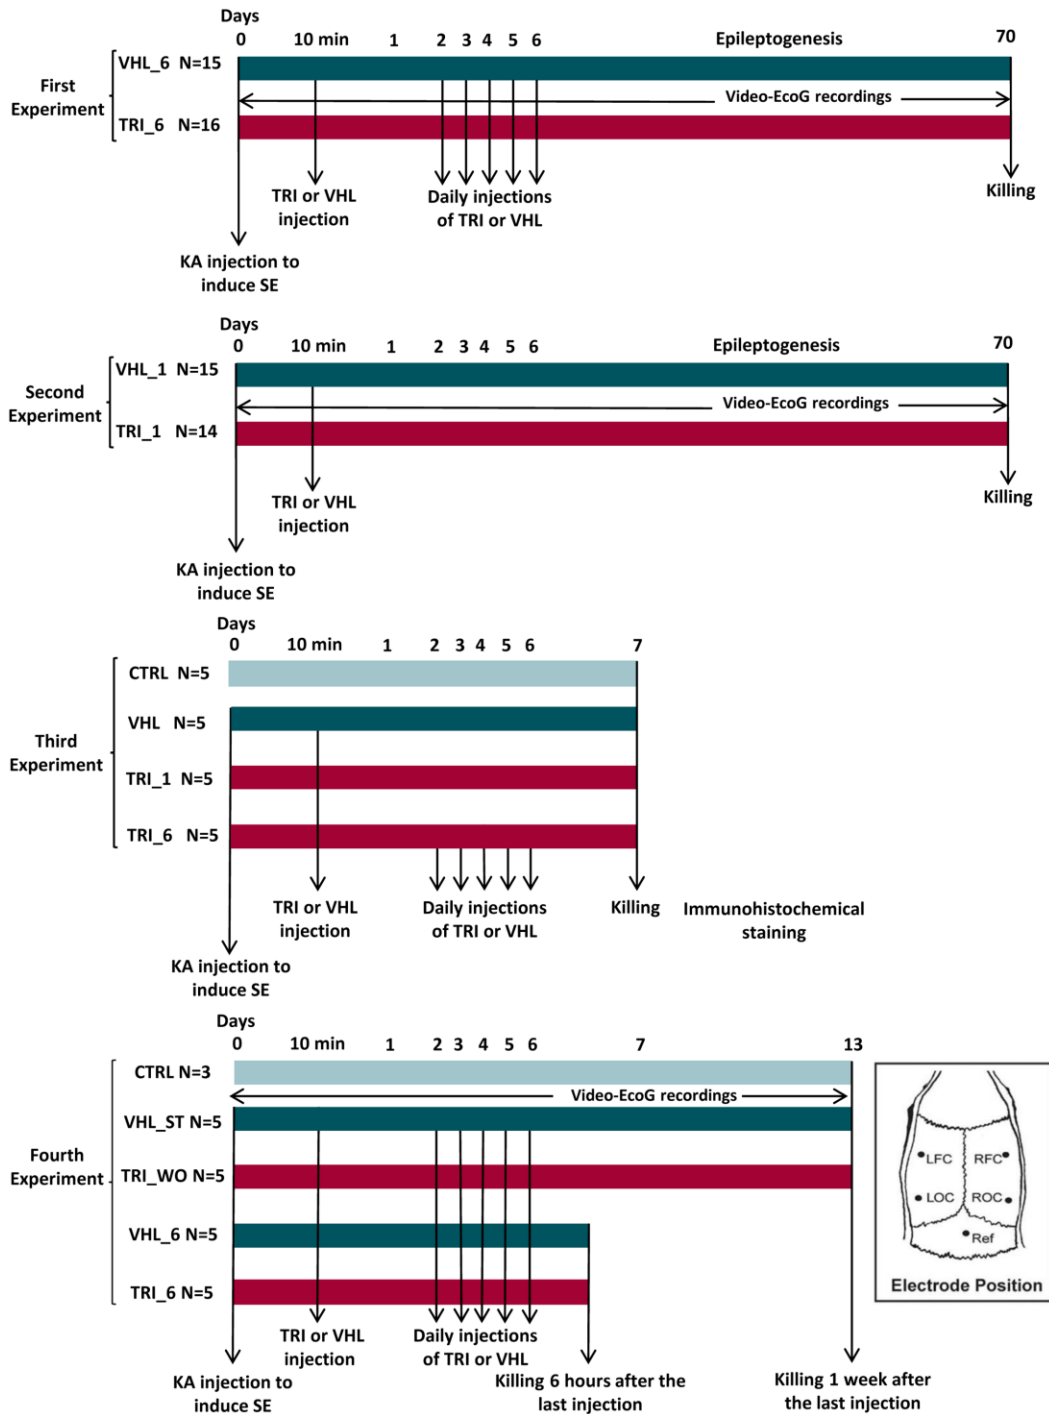 Days
0 10 min 1 2 3 4 5 6 Epileptogenesis 70
First
Experiment
VHL_6 N=15
Video-EcoG recordings
TRI_6 N=16
TRI or VHL
injection
Daily injections
of TRI or VHL
Killing
KA injection to
induce SE
Days
0 10 min 1 2 3 4 5 6 Epileptogenesis 70
Second
Experiment
VHL_1 N=15
Video-EcoG recordings
TRI_1 N=14
TRI or VHL
injection
Killing
KA injection to
induce SE
Days
0 10 min 1 2 3 4 5 6 7
Third
Experiment
CTRL N=5
VHL N=5
TRI_1 N=5
TRI_6 N=5
TRI or VHL
injection
Daily injections
of TRI or VHL
Killing
Immunohistochemical
staining
KA injection to
induce SE
Days
0 10 min 1 2 3 4 5 6 7 13
Fourth
Experiment
CTRL N=3
Video-EcoG recordings
VHL_ST N=5
TRI_WO N=5
VHL_6 N=5
TRI_6 N=5
TRI or VHL
injection
Daily injections
of TRI or VHL
KA injection to
induce SE
Killing 6 hours after the
last injection
Killing 1 week after
the last injection
LFC RFC
LOC ROC
Ref
Electrode Position